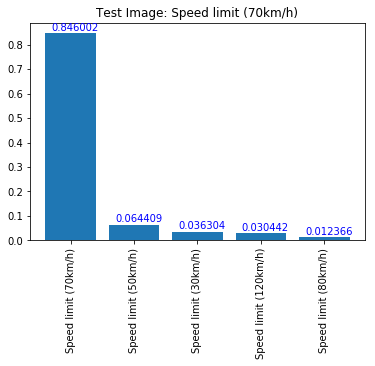 Test Image: Speed limit (70km/h)
0.8
0.7
0.6
0.5
0.4
0.3
0.2
0.1
0.0
0.846002
0.064409
0.036304
0.030442
0.012366
Speed limit (70km/h)
Speed limit (50km/h)
Speed limit (30km/h)
Speed limit (120km/h)
Speed limit (80km/h)